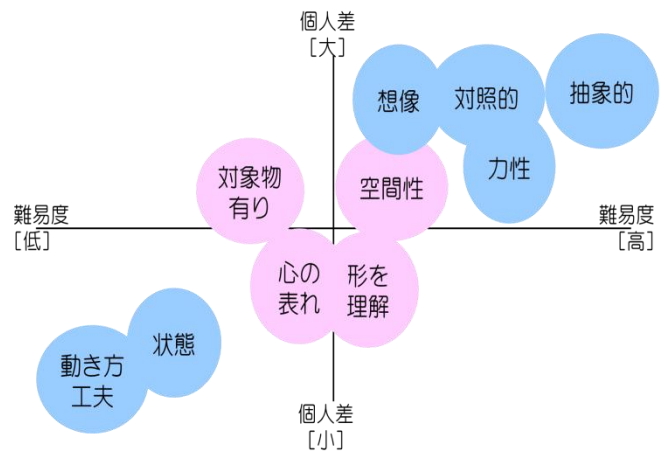 個人差
[大]
想像
対照的
抽象的
対象物
有り
空間性
力性
難易度
[低]
難易度
[高]
心の
表れ
形を
理解
状態
動き方
工夫
個人差
[小]